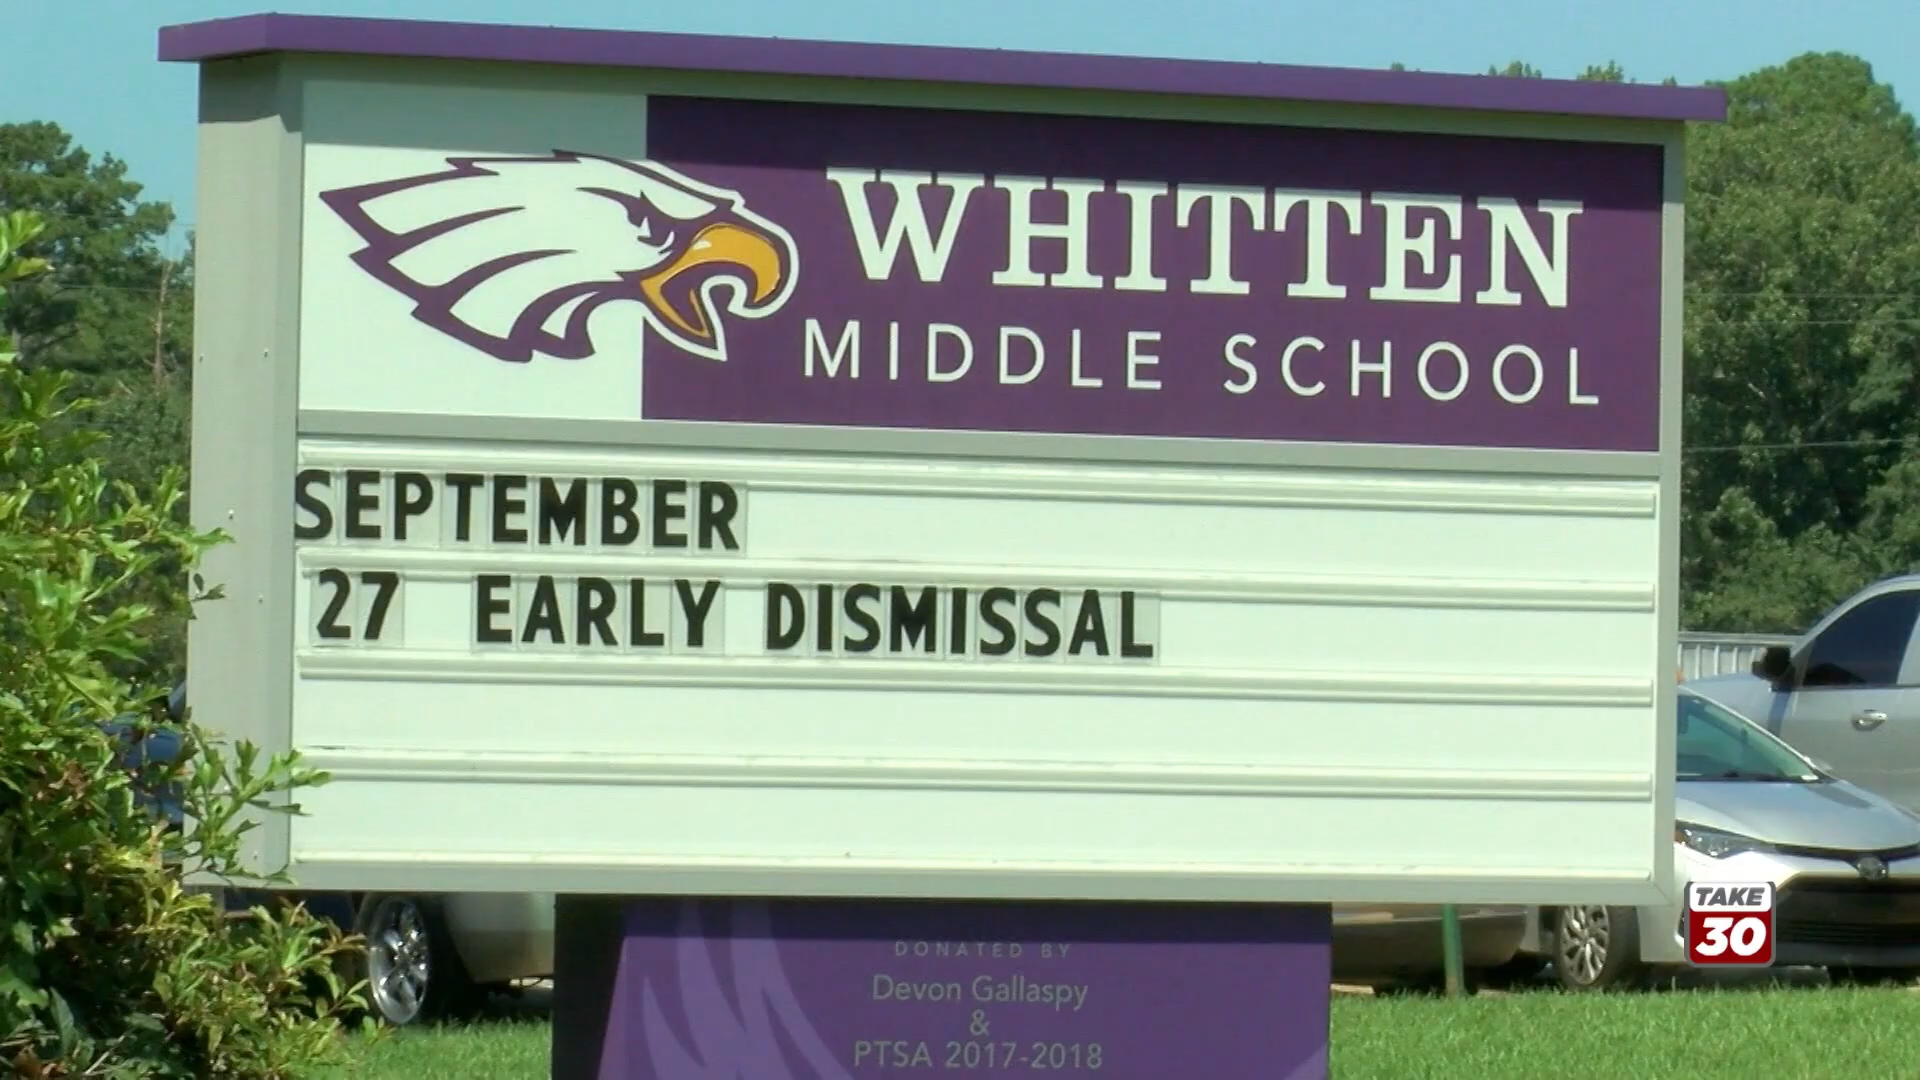 WHITTEN
MIDDLE SCHOOL
SEPTEMBER
27 EARLY DISMISSAL
DONATED BY
Devon Gallaspy
&
PTSA 2017-2018
TAKE
30